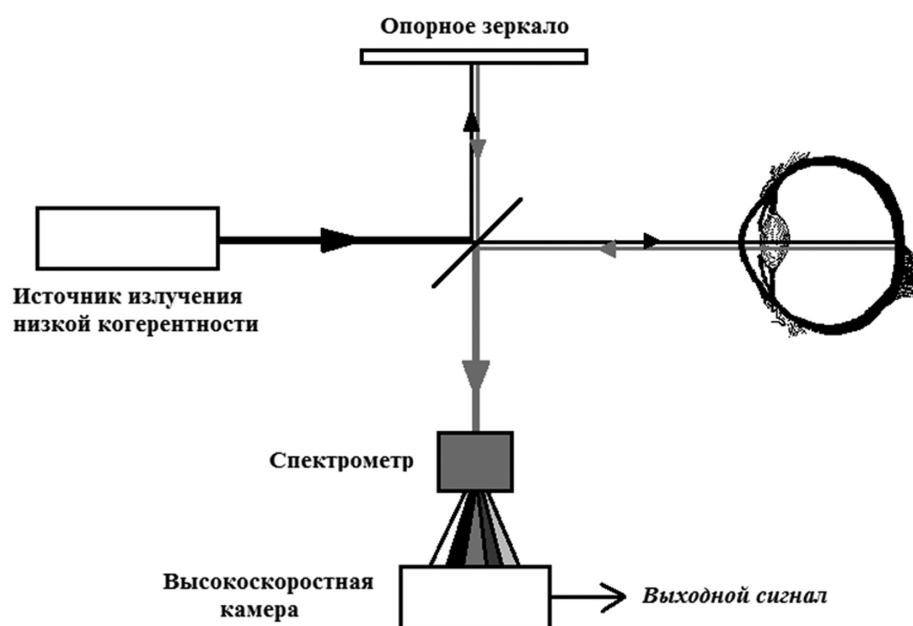 Опорное зеркало
Источник излучения
низкой когерентности
Спектрометр
Высокоскоростная
камера
Выходной сигнал